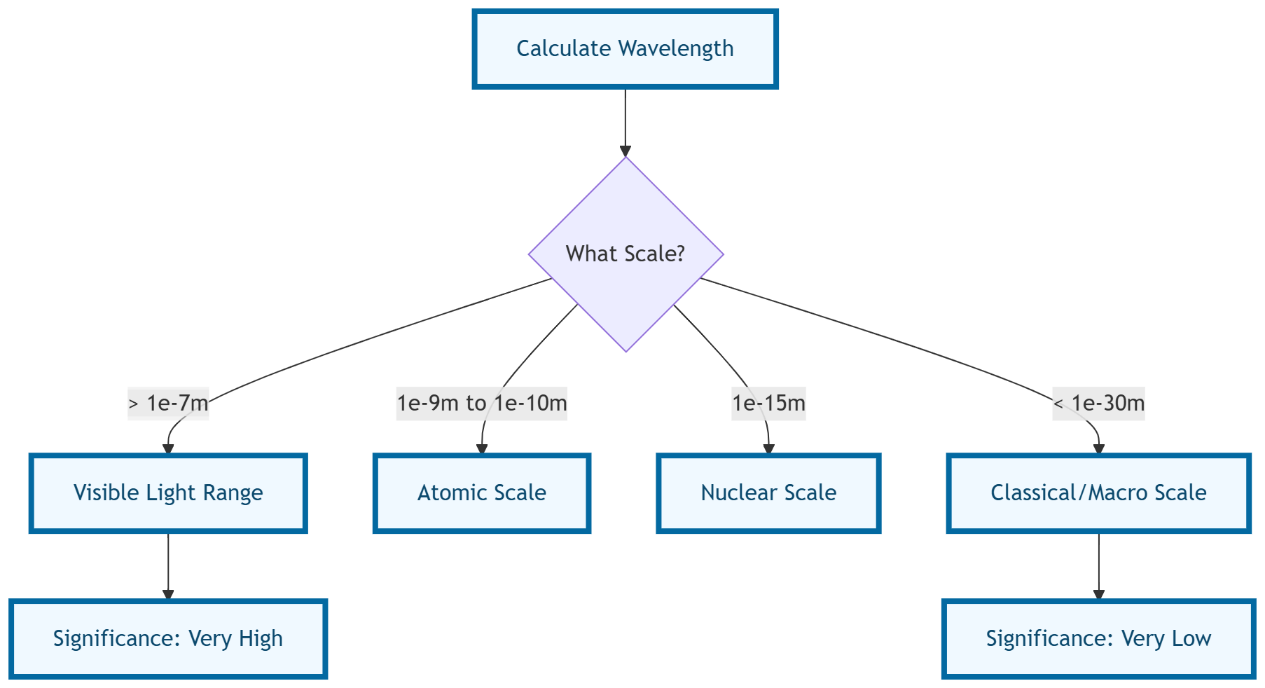 Calculate Wavelength
What Scale?
> 1e-7m
1e-9m to 1e-10m
1e-15m
< 1e-30m
Visible Light Range
Atomic Scale
Nuclear Scale
Classical/Macro Scale
Significance: Very High
Significance: Very Low